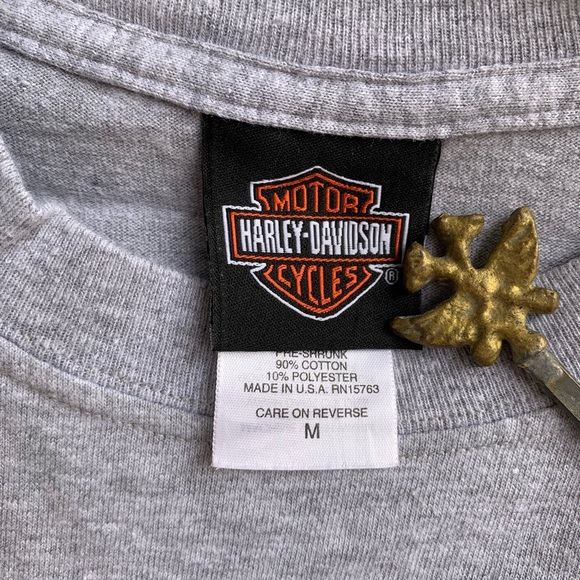 MOTOR
HARLEY-DAVIDSON
CYCLES ®
PRE-SHRUNK
90% COTTON
10% POLYESTER
MADE IN U.S.A. RN15763
CARE ON REVERSE
M